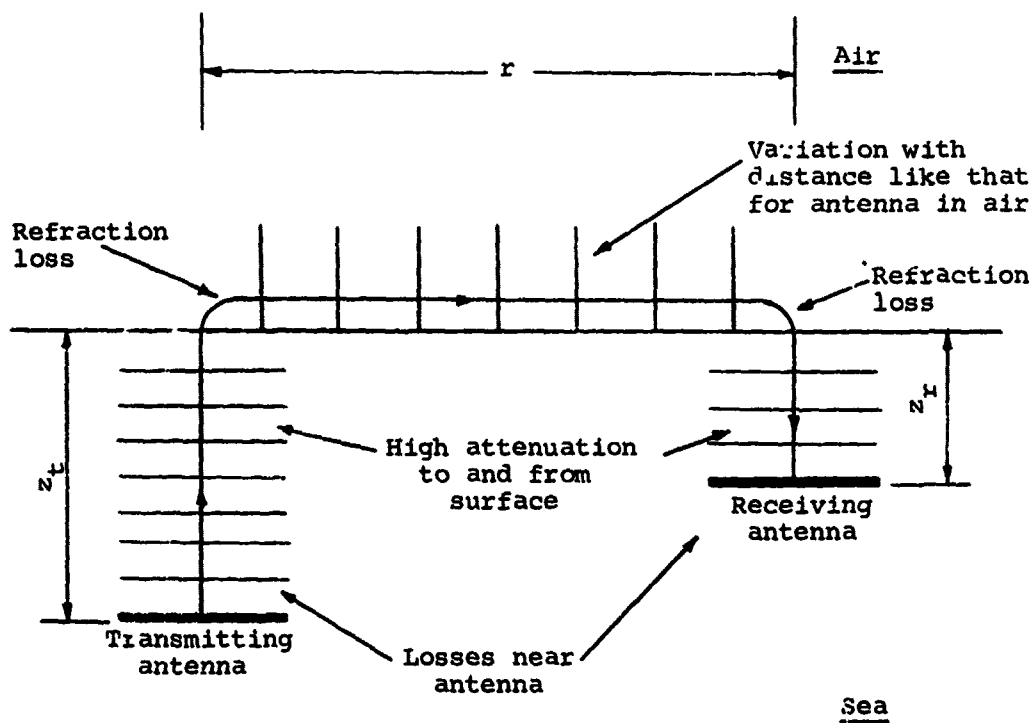 Air
r
Variation with
distance like that
for antenna in air
Refraction
loss
Refraction
loss
z_t
High attenuation
to and from
surface
z_r
Receiving
antenna
Transmitting
antenna
Losses near
antenna
Sea